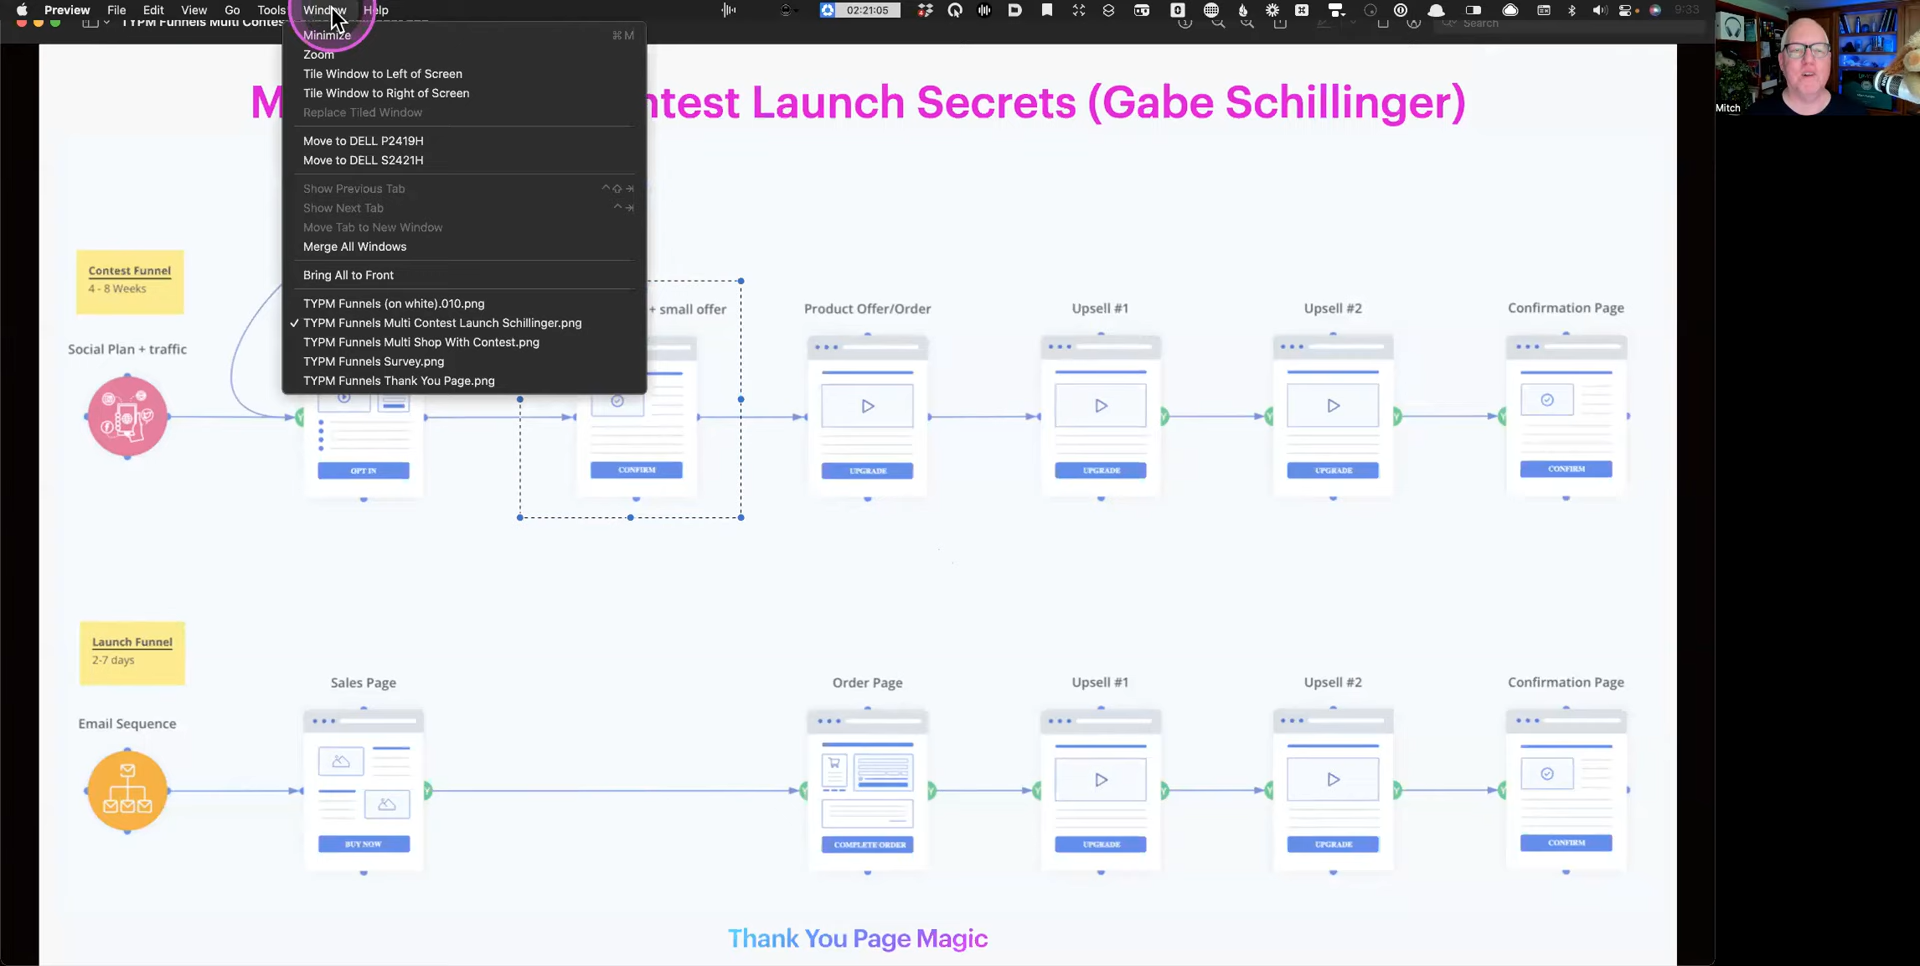 Preview File Edit View Go Tools Window Help
02:21:05
9:33
TYPM Funnels Multi Contest
Search
Minimize ⌘M
Zoom
Tile Window to Left of Screen
Tile Window to Right of Screen
Replace Tiled Window
Move to DELL P2419H
Move to DELL S2421H
Show Previous Tab
Show Next Tab
Move Tab to New Window
Merge All Windows
Bring All to Front
TYPM Funnels (on white).010.png
✓ TYPM Funnels Multi Contest Launch Schillinger.png
TYPM Funnels Multi Shop With Contest.png
TYPM Funnels Survey.png
TYPM Funnels Thank You Page.png
Mitch
ntest Launch Secrets (Gabe Schillinger)
Contest Funnel
4 - 8 Weeks
Social Plan + traffic
+ small offer
Product Offer/Order
Upsell #1
Upsell #2
Confirmation Page
OPT IN
CONFIRM
UPGRADE
UPGRADE
UPGRADE
CONFIRM
Launch Funnel
2-7 days
Email Sequence
Sales Page
Order Page
Upsell #1
Upsell #2
Confirmation Page
BUY NOW
COMPLETE ORDER
UPGRADE
UPGRADE
CONFIRM
Thank You Page Magic